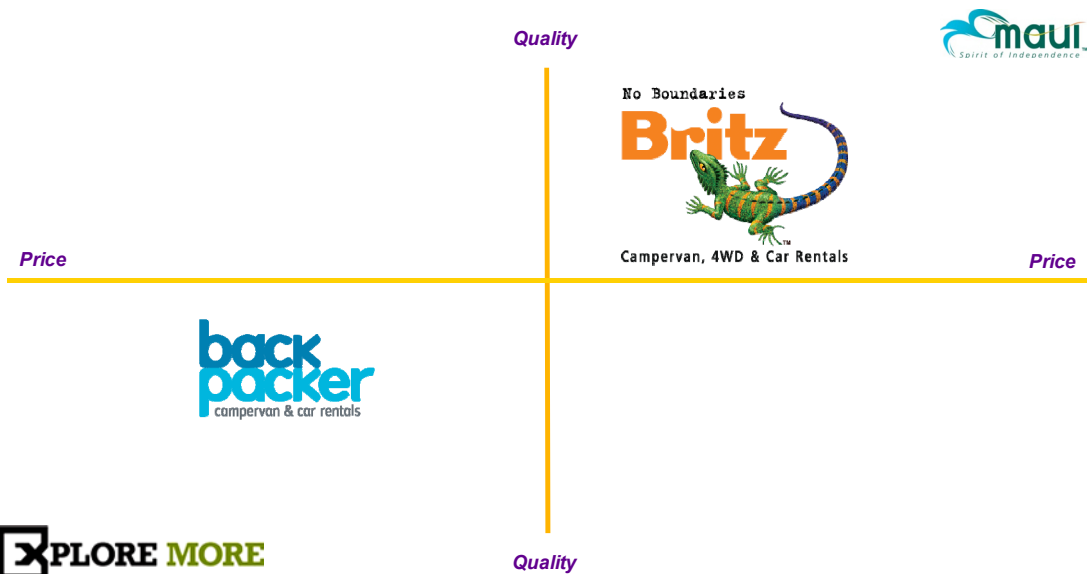 Quality
maui
Spirit of Independence
No Boundaries
Britz
TM
Campervan, 4WD & Car Rentals
Price
Price
back
packer
campervan & car rentals
XPLORE MORE
Quality